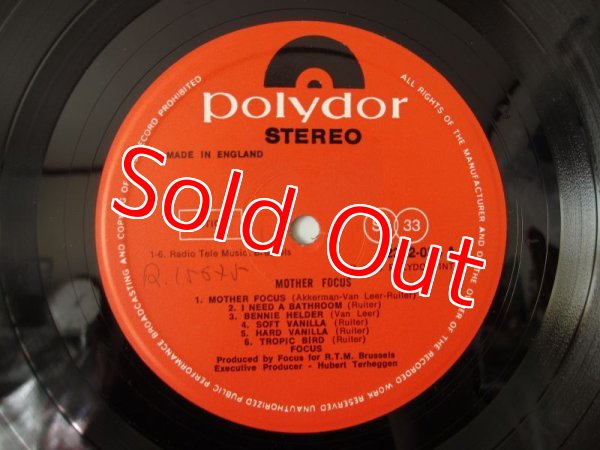 polydor
STEREO
MADE IN ENGLAND
Sold Out
33
1-6. Radio Tele Music,
MOTHER FOCUS
1. MOTHER FOCUS (Akkerman-Van Leer-Ruiter)
2. I NEED A BATHROOM (Ruiter)
3. BENNIE HELDER (Van Leer)
4. SOFT VANILLA (Ruiter)
5. HARD VANILLA (Ruiter)
6. TROPIC BIRD (Ruiter)
FOCUS
Produced by Focus for R.T.M. Brussels
Executive Producer - Hubert Terheggen
ALL RIGHTS OF THE MANUFACTURER AND OF THE OWNER OF THE RECORDED WORK RESERVED UNAUTHORIZED PUBLIC PERFORMANCE BROADCASTING AND COPYING OF RECORD PROHIBITED